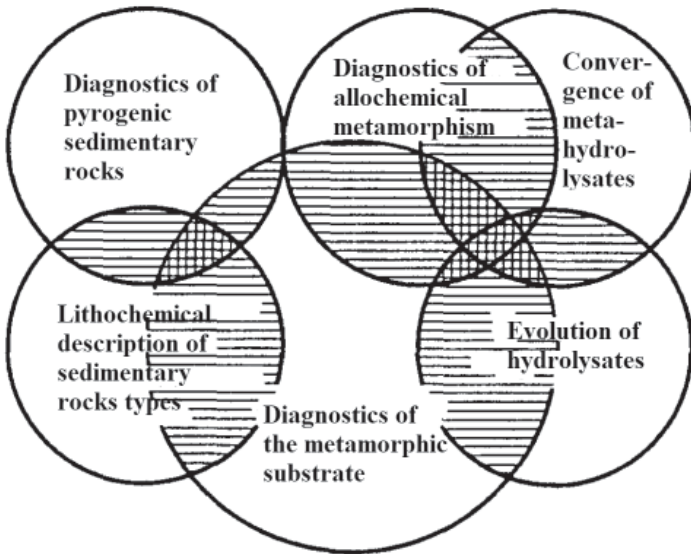 Diagnostics of
pyrogenic
sedimentary
rocks
Diagnostics of
allochemical
metamorphism
Conver-
gence of
meta-
hydro-
lysates
Lithochemical
description of
sedimentary
rocks types
Diagnostics of
the metamorphic
substrate
Evolution of
hydrolysates